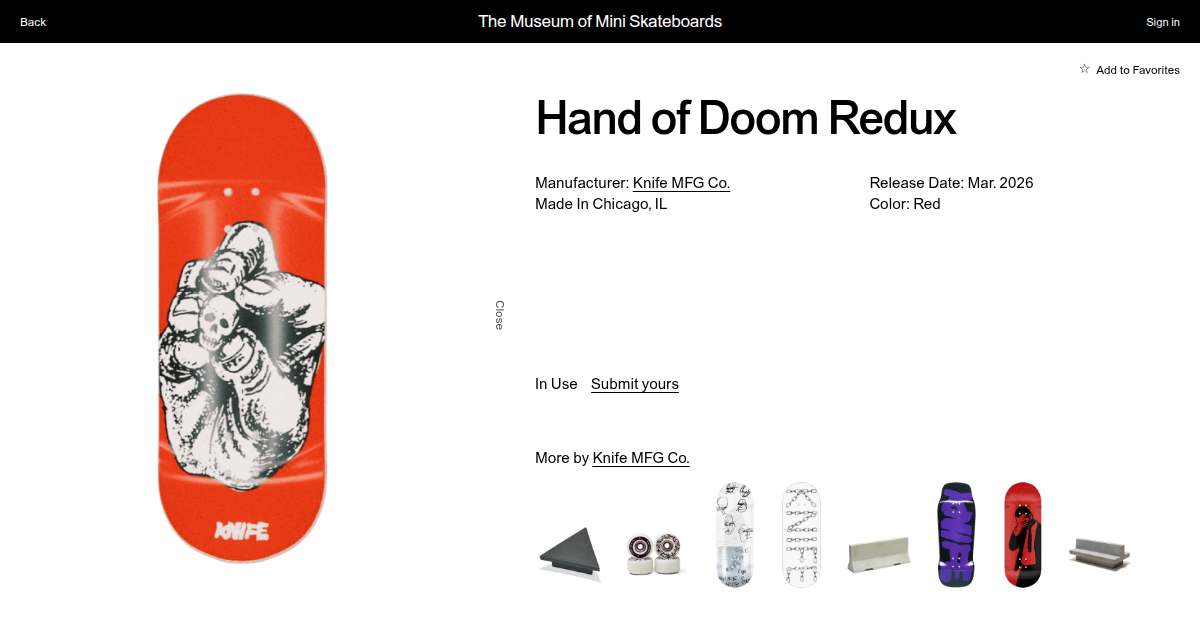 Back
The Museum of Mini Skateboards
Sign in
☆ Add to Favorites
Hand of Doom Redux
Manufacturer: Knife MFG Co.
Made In Chicago, IL
Release Date: Mar. 2026
Color: Red
Close
In Use Submit yours
More by Knife MFG Co.
KNIFE